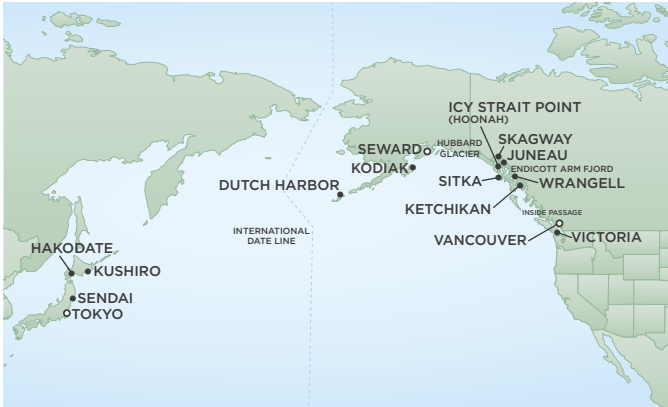 ICY STRAIT POINT
(HOONAH)
SKAGWAY
SEWARD
HUBBARD
GLACIER
JUNEAU
KODIAK
ENDICOTT ARM FJORD
DUTCH HARBOR
SITKA
WRANGELL
KETCHIKAN
INSIDE PASSAGE
INTERNATIONAL
DATE LINE
VANCOUVER
VICTORIA
HAKODATE
KUSHIRO
SENDAI
TOKYO